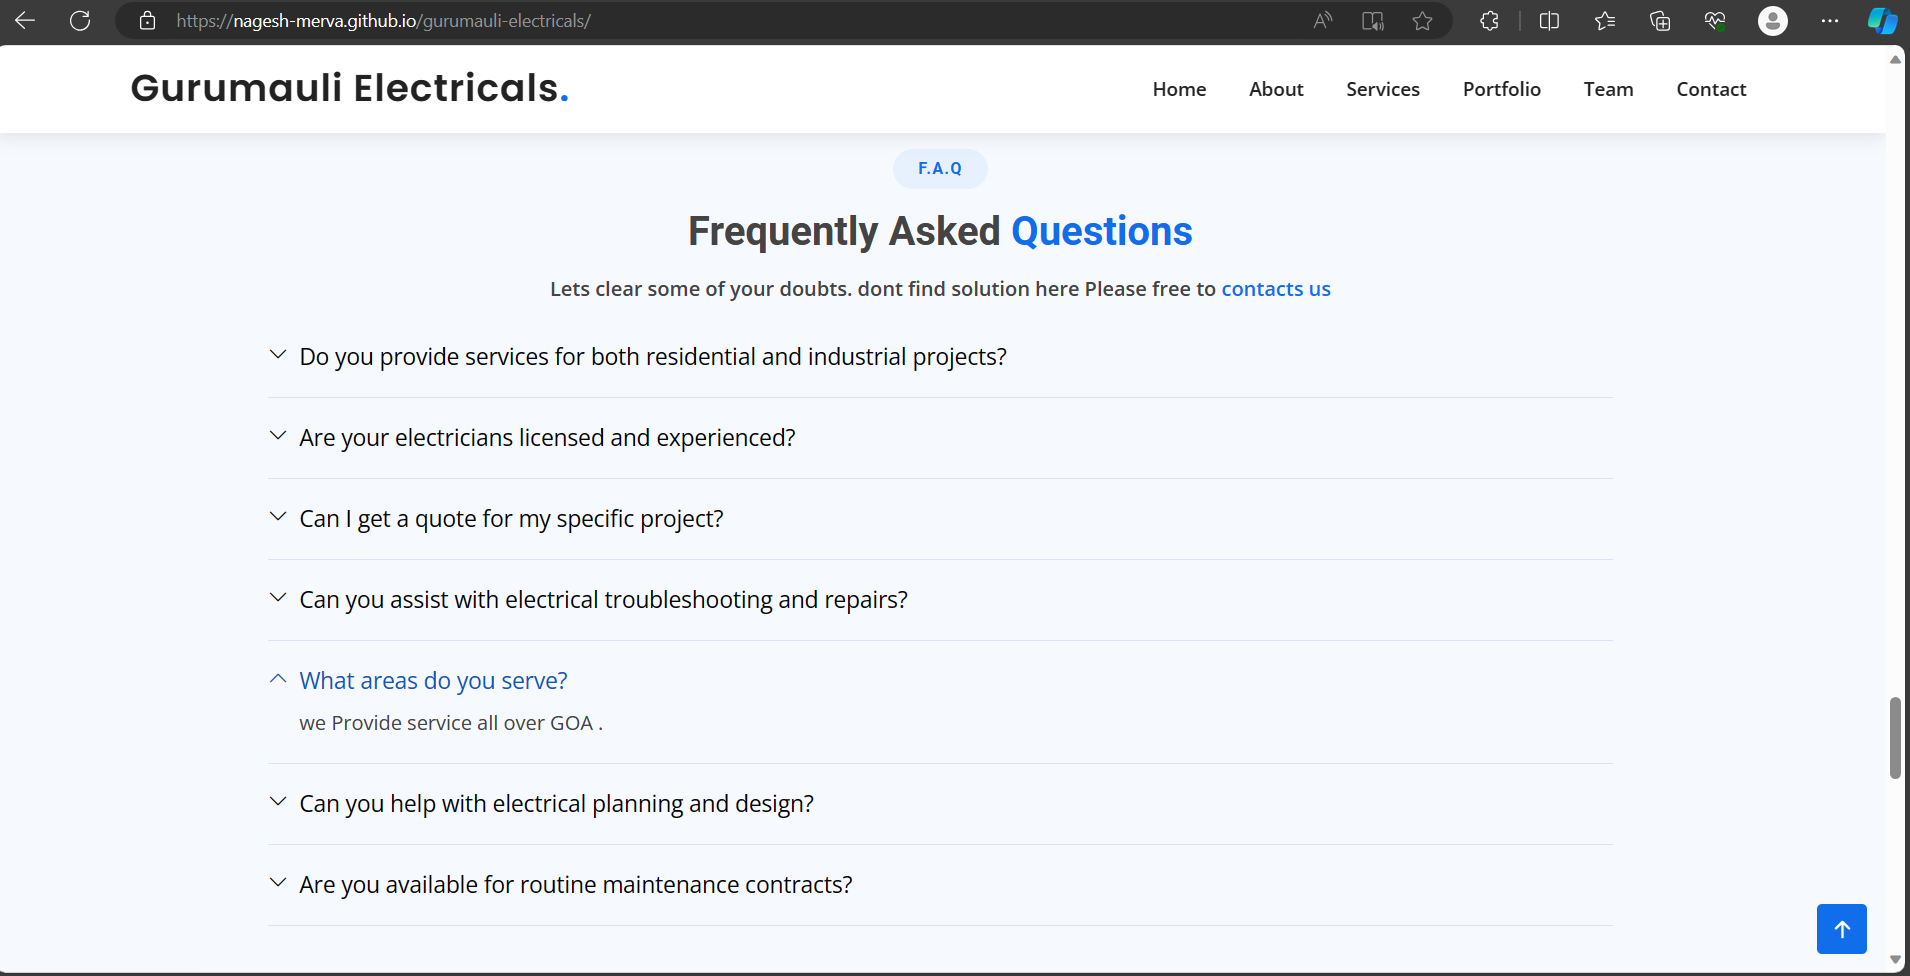 https://nagesh-merva.github.io/gurumauli-electricals/
Gurumauli Electricals.
Home About Services Portfolio Team Contact
F.A.Q
Frequently Asked Questions
Lets clear some of your doubts. dont find solution here Please free to contacts us
Do you provide services for both residential and industrial projects?
Are your electricians licensed and experienced?
Can I get a quote for my specific project?
Can you assist with electrical troubleshooting and repairs?
What areas do you serve?
we Provide service all over GOA .
Can you help with electrical planning and design?
Are you available for routine maintenance contracts?